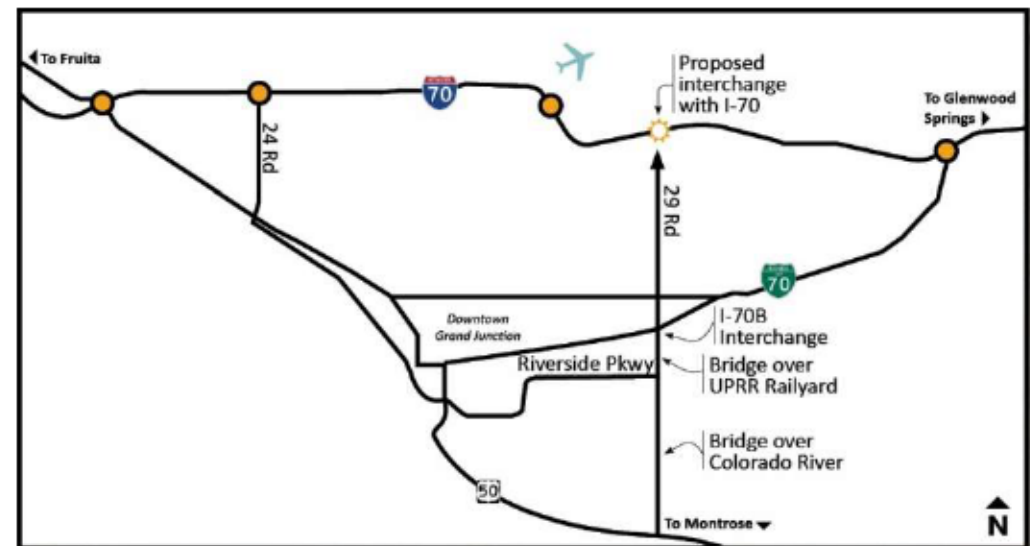 To Fruita
Proposed
interchange
with I-70
70
To Glenwood
Springs
24 Rd
29 Rd
70
Downtown
Grand Junction
I-70B
Interchange
Riverside Pkwy
Bridge over
UPRR Railyard
Bridge over
Colorado River
50
To Montrose
N